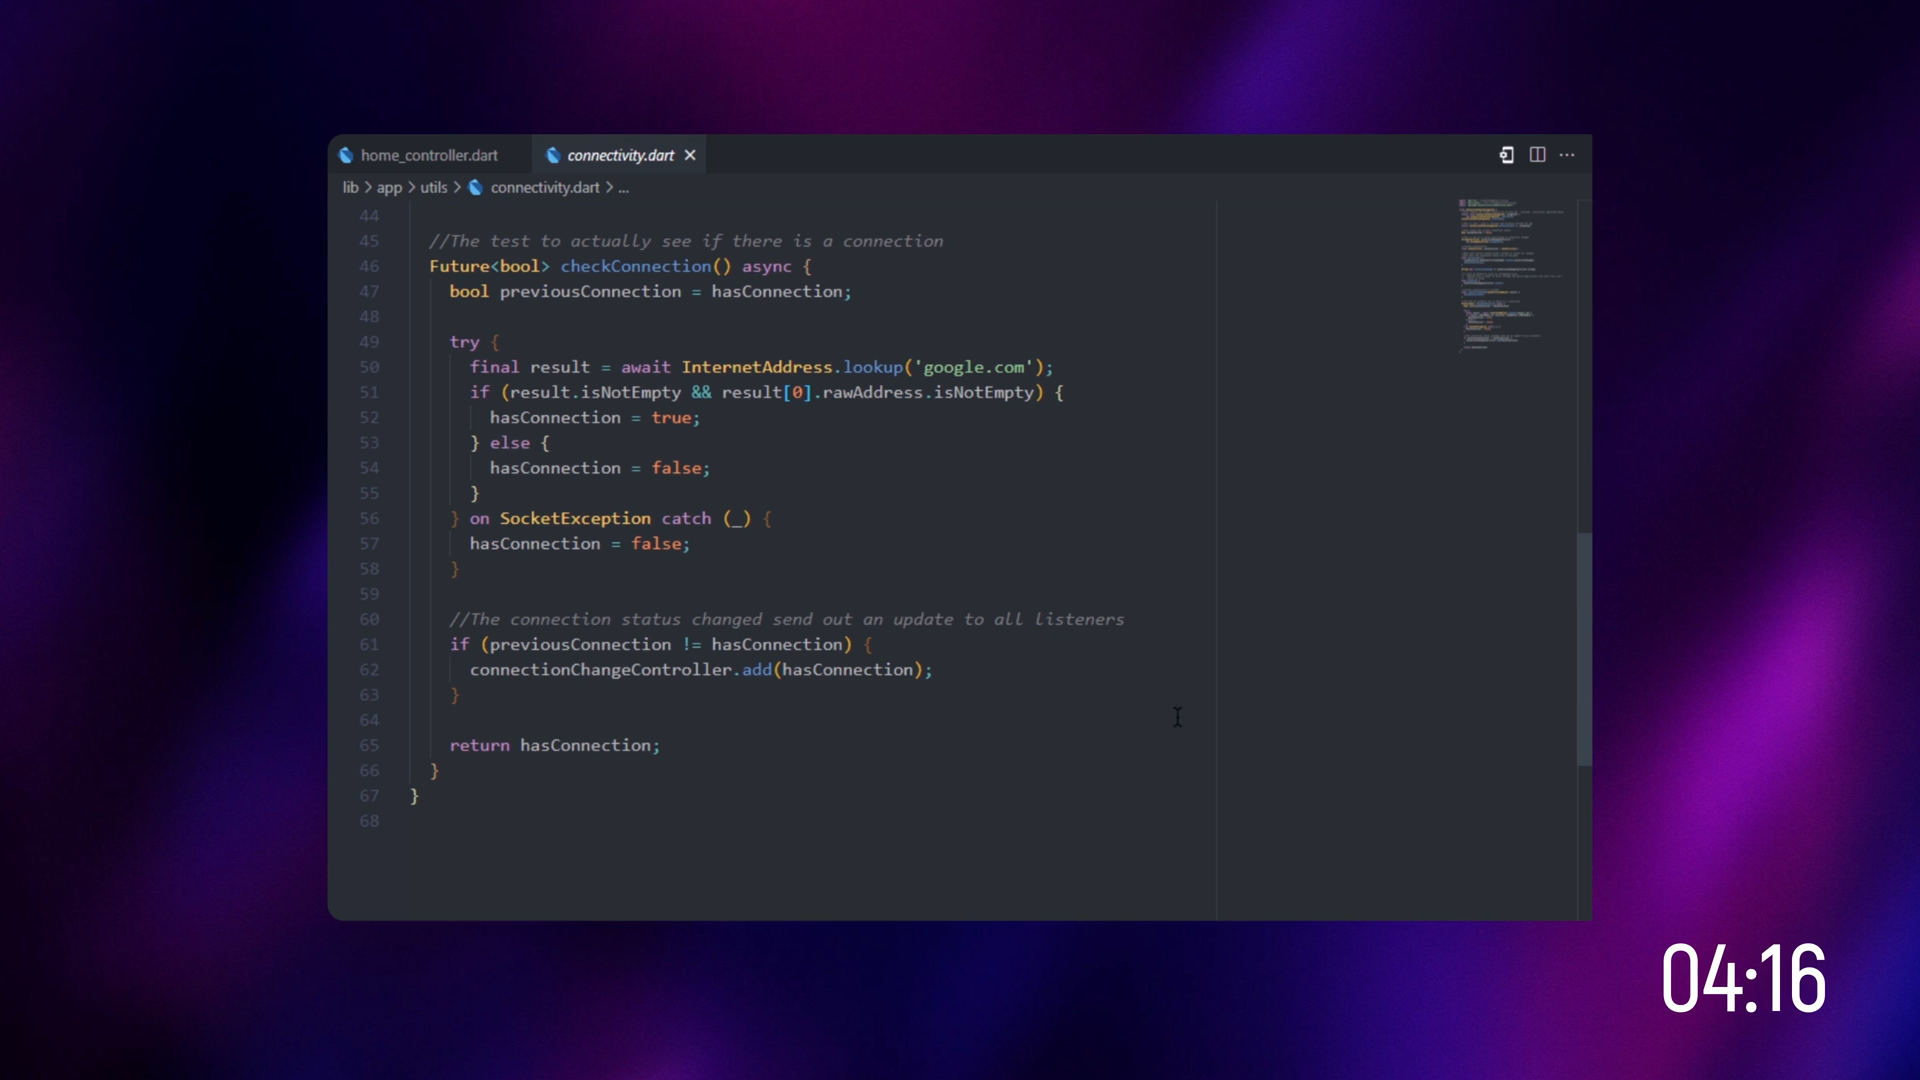 home_controller.dart
connectivity.dart
lib > app > utils > connectivity.dart > ...
44
45 //The test to actually see if there is a connection
46 Future<bool> checkConnection() async {
47 bool previousConnection = hasConnection;
48
49 try {
50 final result = await InternetAddress.lookup('google.com');
51 if (result.isNotEmpty && result[0].rawAddress.isNotEmpty) {
52 hasConnection = true;
53 } else {
54 hasConnection = false;
55 }
56 } on SocketException catch (_) {
57 hasConnection = false;
58 }
59
60 //The connection status changed send out an update to all listeners
61 if (previousConnection != hasConnection) {
62 connectionChangeController.add(hasConnection);
63 }
64
65 return hasConnection;
66 }
67 }
68
04:16